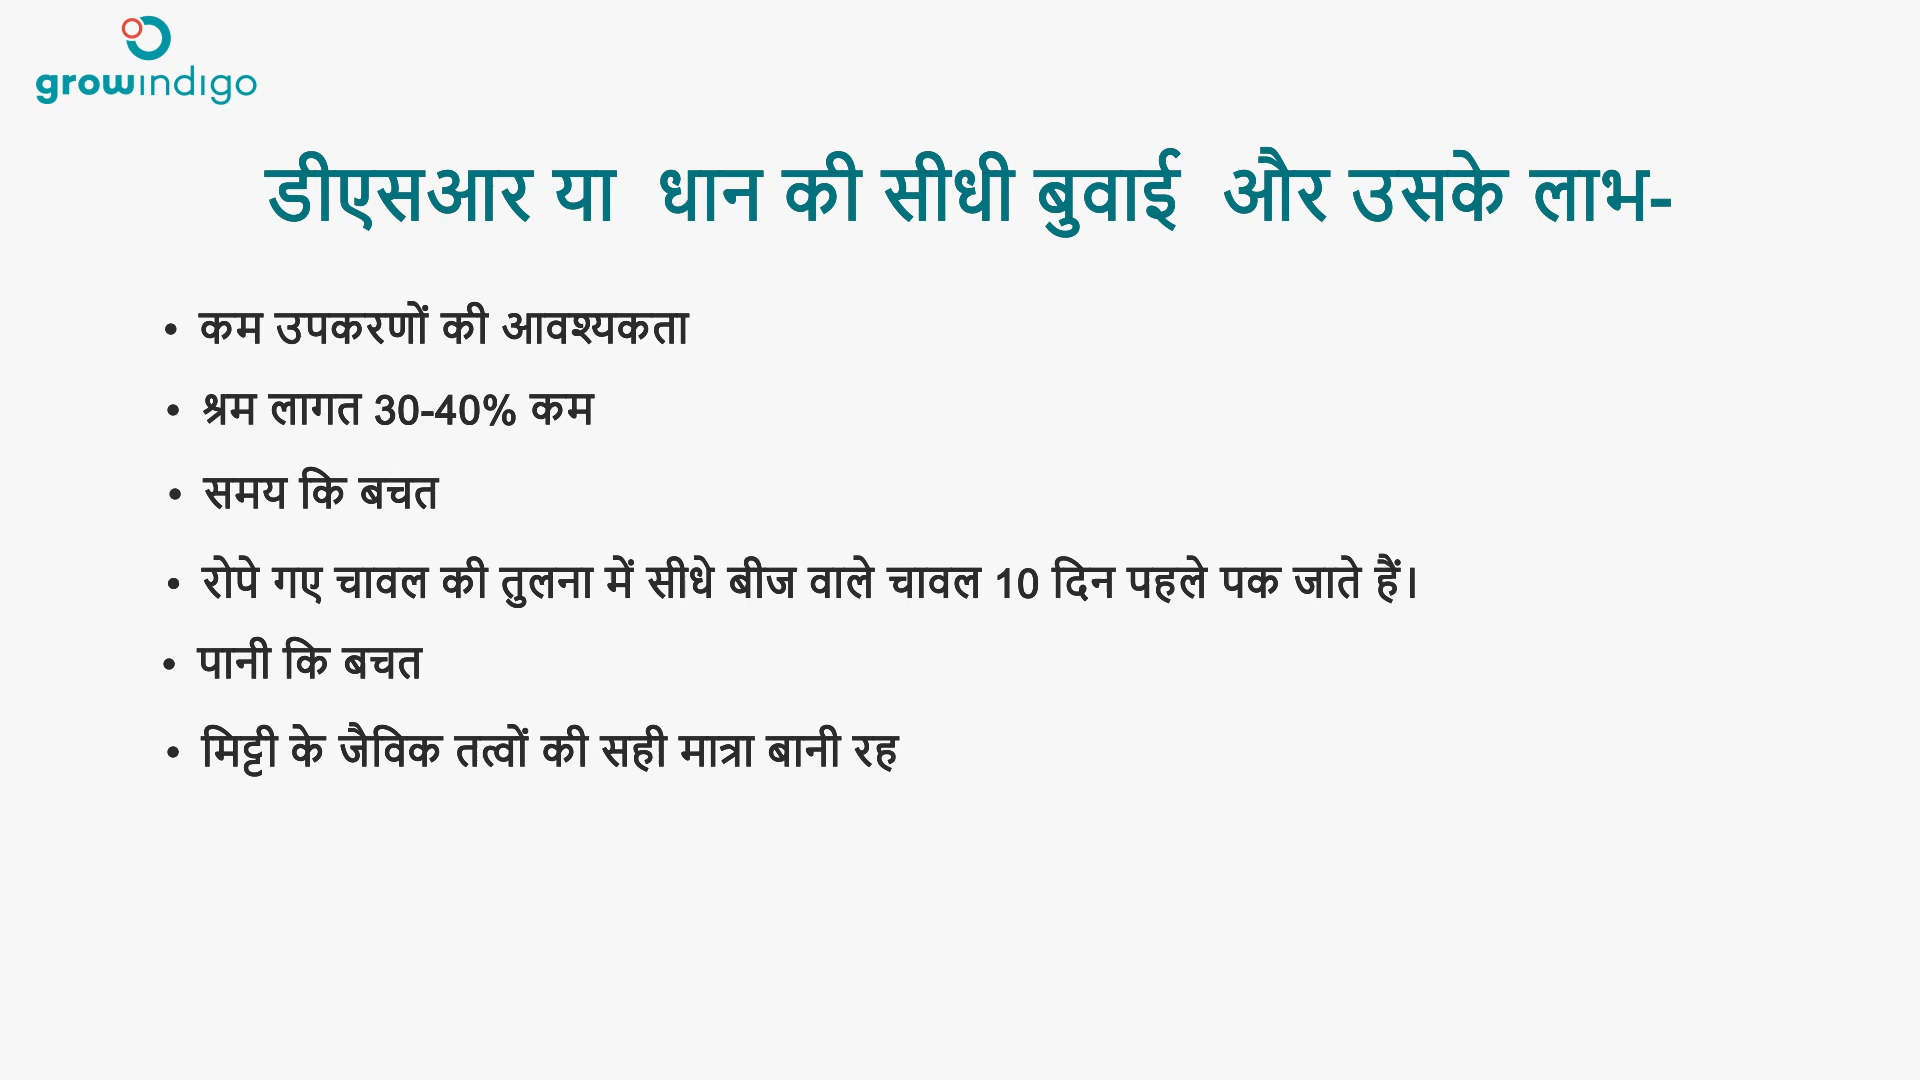 growindigo
डीएसआर या धान की सीधी बुवाई और उसके लाभ-
• कम उपकरणों की आवश्यकता
• श्रम लागत 30-40% कम
• समय कि बचत
• रोपे गए चावल की तुलना में सीधे बीज वाले चावल 10 दिन पहले पक जाते हैं।
• पानी कि बचत
• मिट्टी के जैविक तत्वों की सही मात्रा बानी रह